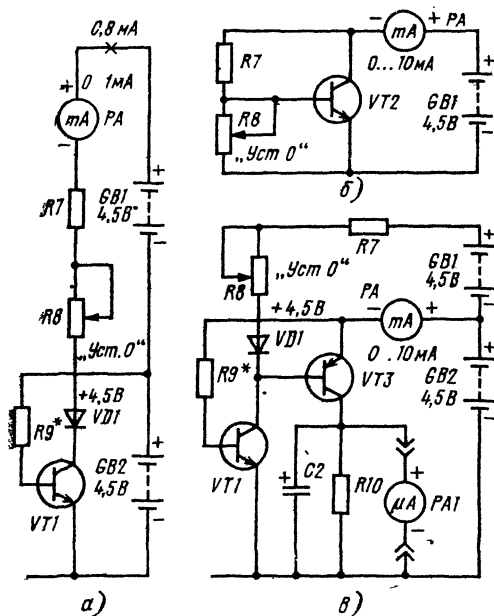 0,8 мА
+ 0 1мА
mA PA
-
R7
GB1
4,5В
+
-
R8
„Уст.0“
+4,5В
VD1
R9*
VT1
GB2
4,5В
+
-
а)
- mA + PA
0...10мА
R7
R8
„Уст 0“
VT2
GB1
4,5В
+
-
б)
R7
R8
„Уст 0“
+4,5В
VD1
R9*
VT1
VT3
PA
- mA +
0..10мА
GB1
4,5В
+
-
GB2
4,5В
+
-
+ C2
R10
+
μA PA1
-
в)